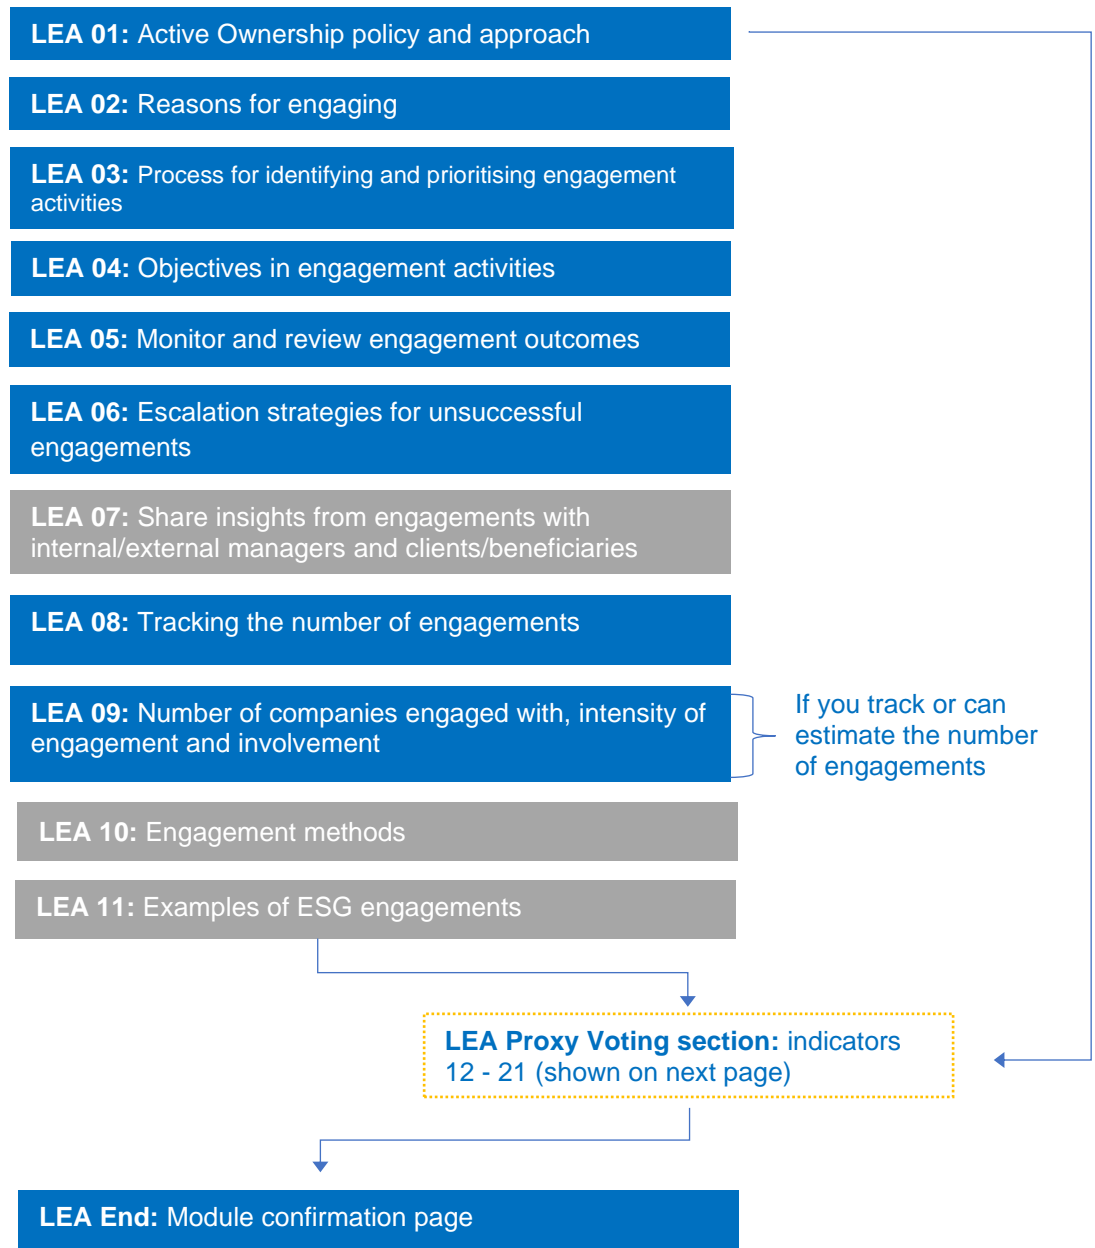 LEA 01: Active Ownership policy and approach
LEA 02: Reasons for engaging
LEA 03: Process for identifying and prioritising engagement
activities
LEA 04: Objectives in engagement activities
LEA 05: Monitor and review engagement outcomes
LEA 06: Escalation strategies for unsuccessful
engagements
LEA 07: Share insights from engagements with
internal/external managers and clients/beneficiaries
LEA 08: Tracking the number of engagements
LEA 09: Number of companies engaged with, intensity of
engagement and involvement
If you track or can
estimate the number
of engagements
LEA 10: Engagement methods
LEA 11: Examples of ESG engagements
LEA Proxy Voting section: indicators
12 - 21 (shown on next page)
LEA End: Module confirmation page